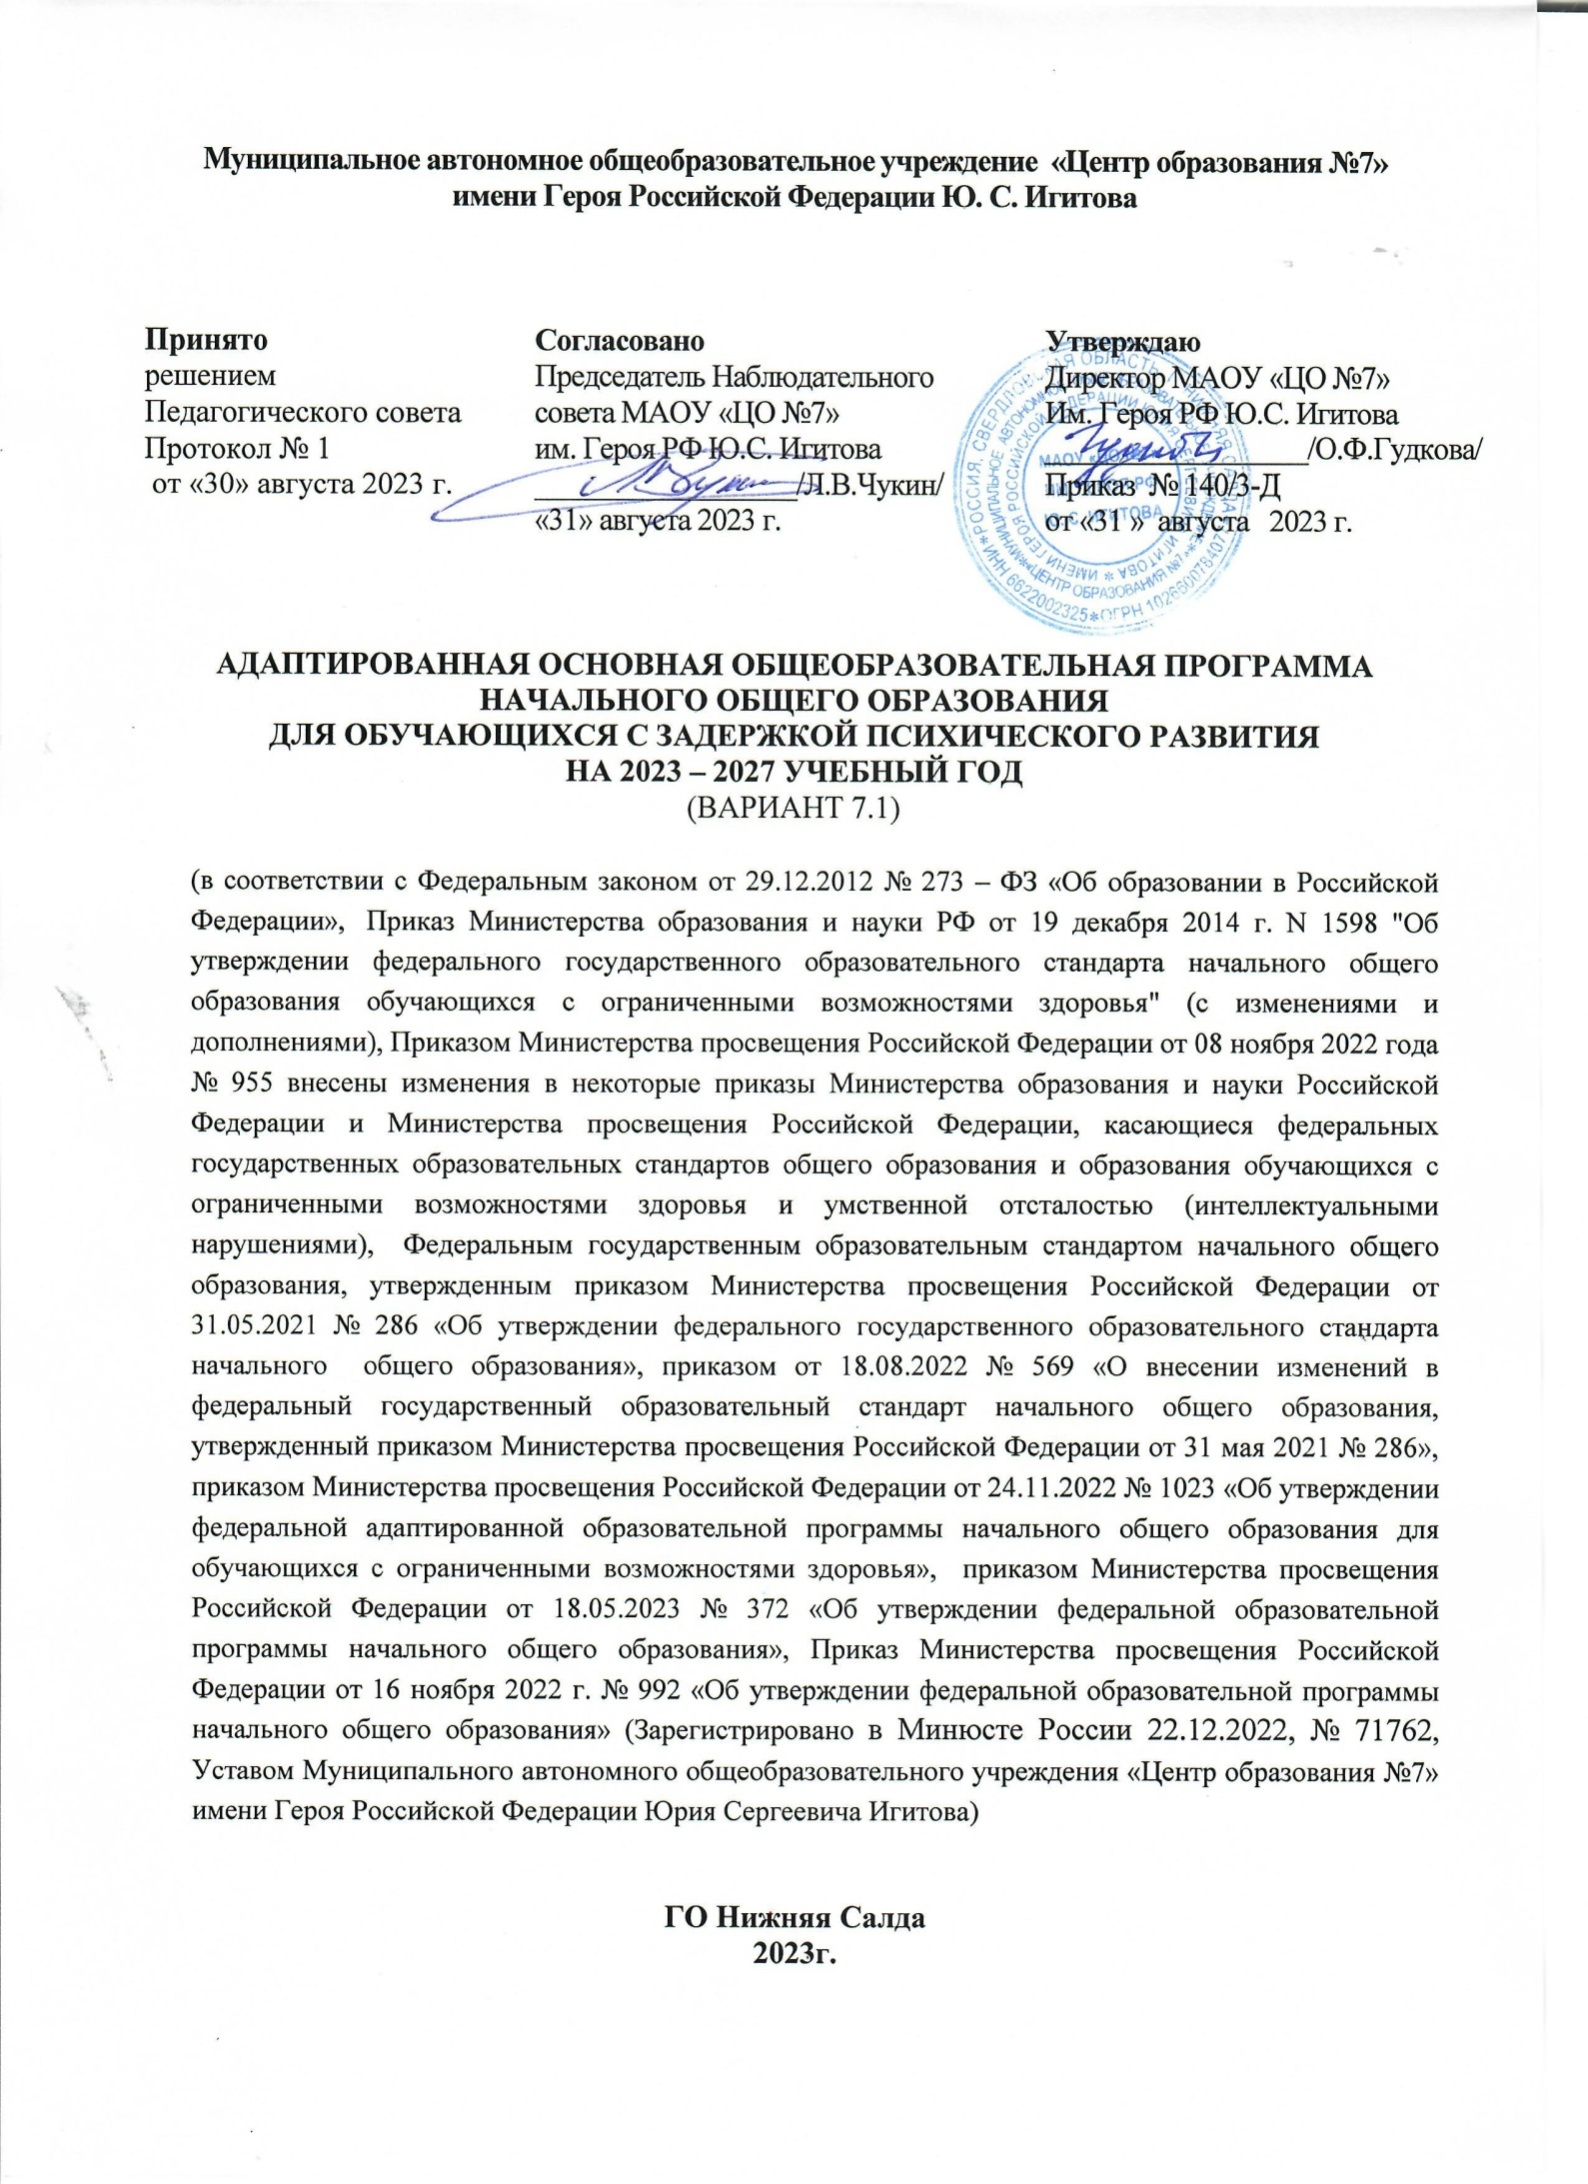 Муниципальное автономное общеобразовательное учреждение «Центр образования №7»
имени Героя Российской Федерации Ю. С. Игитова
Принято
решением
Педагогического совета
Протокол № 1
от «30» августа 2023 г.
Согласовано
Председатель Наблюдательного
совета МАОУ «ЦО №7»
им. Героя РФ Ю.С. Игитова
/Л.В.Чукин/
«31» августа 2023 г.
Утверждаю
Директор МАОУ «ЦО №7»
Им. Героя РФ Ю.С. Игитова
/О.Ф.Гудкова/
Приказ № 140/3-Д
от «31 » августа 2023 г.
АДАПТИРОВАННАЯ ОСНОВНАЯ ОБЩЕОБРАЗОВАТЕЛЬНАЯ ПРОГРАММА
НАЧАЛЬНОГО ОБЩЕГО ОБРАЗОВАНИЯ
ДЛЯ ОБУЧАЮЩИХСЯ С ЗАДЕРЖКОЙ ПСИХИЧЕСКОГО РАЗВИТИЯ
НА 2023 – 2027 УЧЕБНЫЙ ГОД
(ВАРИАНТ 7.1)
(в соответствии с Федеральным законом от 29.12.2012 № 273 – ФЗ «Об образовании в Российской
Федерации», Приказ Министерства образования и науки РФ от 19 декабря 2014 г. N 1598 "Об
утверждении федерального государственного образовательного стандарта начального общего
образования обучающихся с ограниченными возможностями здоровья" (с изменениями и
дополнениями), Приказом Министерства просвещения Российской Федерации от 08 ноября 2022 года
№ 955 внесены изменения в некоторые приказы Министерства образования и науки Российской
Федерации и Министерства просвещения Российской Федерации, касающиеся федеральных
государственных образовательных стандартов общего образования и образования обучающихся с
ограниченными возможностями здоровья и умственной отсталостью (интеллектуальными
нарушениями), Федеральным государственным образовательным стандартом начального общего
образования, утвержденным приказом Министерства просвещения Российской Федерации от
31.05.2021 № 286 «Об утверждении федерального государственного образовательного стандарта
начального общего образования», приказом от 18.08.2022 № 569 «О внесении изменений в
федеральный государственный образовательный стандарт начального общего образования,
утвержденный приказом Министерства просвещения Российской Федерации от 31 мая 2021 № 286»,
приказом Министерства просвещения Российской Федерации от 24.11.2022 № 1023 «Об утверждении
федеральной адаптированной образовательной программы начального общего образования для
обучающихся с ограниченными возможностями здоровья», приказом Министерства просвещения
Российской Федерации от 18.05.2023 № 372 «Об утверждении федеральной образовательной
программы начального общего образования», Приказ Министерства просвещения Российской
Федерации от 16 ноября 2022 г. № 992 «Об утверждении федеральной образовательной программы
начального общего образования» (Зарегистрировано в Минюсте России 22.12.2022, № 71762,
Уставом Муниципального автономного общеобразовательного учреждения «Центр образования №7»
имени Героя Российской Федерации Юрия Сергеевича Игитова)
ГО Нижняя Салда
2023г.